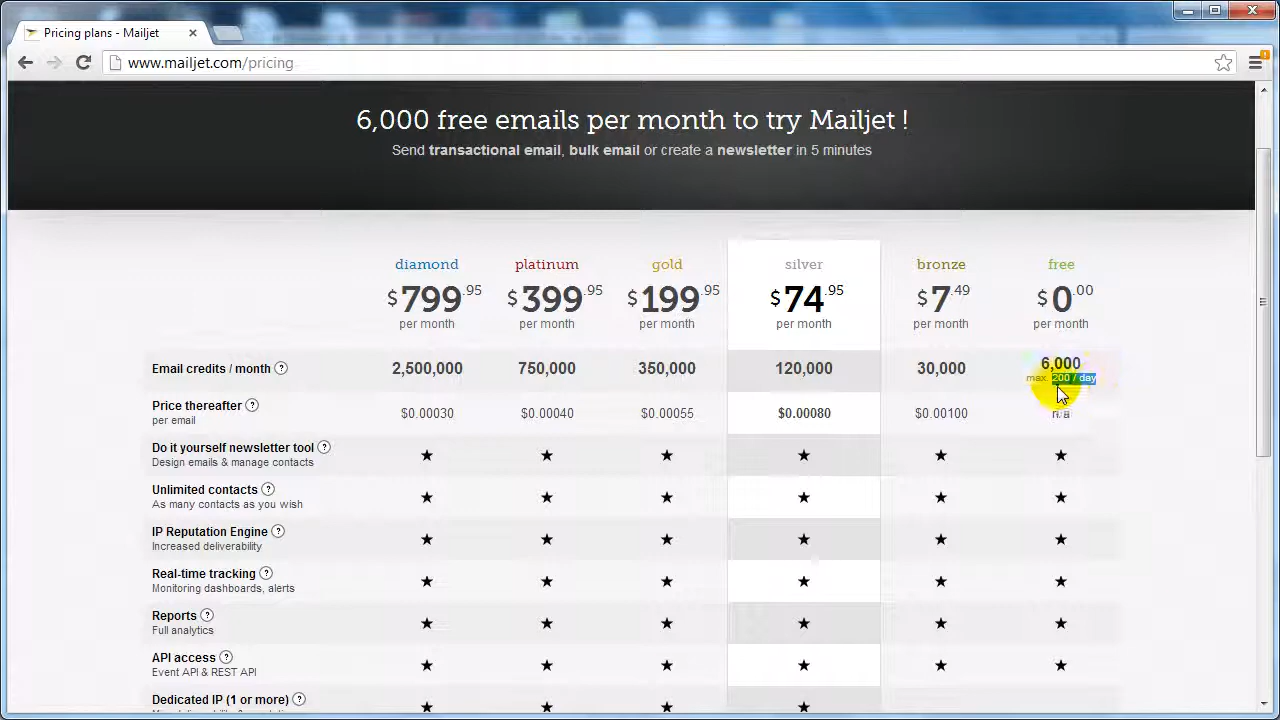 Pricing plans - Mailjet
www.mailjet.com/pricing
6,000 free emails per month to try Mailjet !
Send transactional email, bulk email or create a newsletter in 5 minutes
diamond platinum gold silver bronze free
$799.95 $399.95 $199.95 $74.95 $7.49 $0.00
per month per month per month per month per month per month
Email credits / month ? 2,500,000 750,000 350,000 120,000 30,000 6,000
max. 200 / day
Price thereafter ? $0.00030 $0.00040 $0.00055 $0.00080 $0.00100 n/a
per email
Do it yourself newsletter tool ?
Design emails & manage contacts
Unlimited contacts ?
As many contacts as you wish
IP Reputation Engine ?
Increased deliverability
Real-time tracking ?
Monitoring dashboards, alerts
Reports ?
Full analytics
API access ?
Event API & REST API
Dedicated IP (1 or more) ?